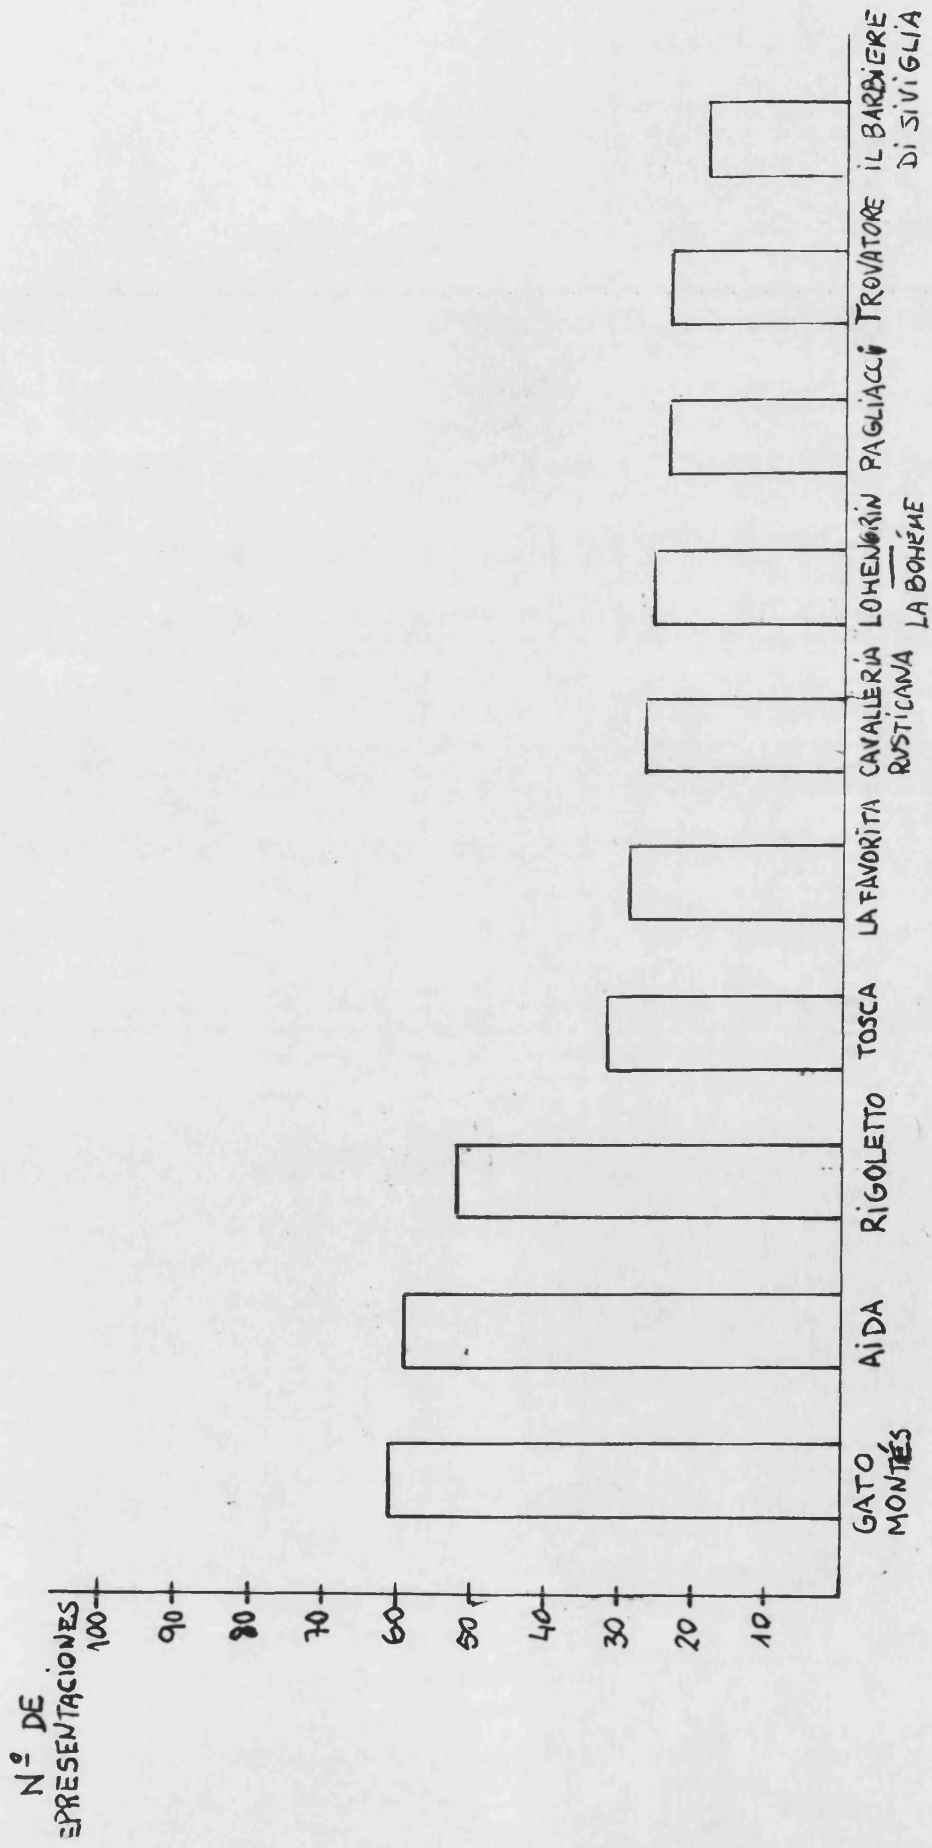 Nº DE
EPRESENTACIONES
100
90
80
70
60
50
40
30
20
10
GATO
MONTÉS
AIDA
RIGOLETTO
TOSCA
LA FAVORITA
CAVALLERIA
RUSTICANA
LOHENGRIN
LA BOHÉME
PAGLIACCI
TROVATORE
IL BARBIERE
DI SIVIGLIA